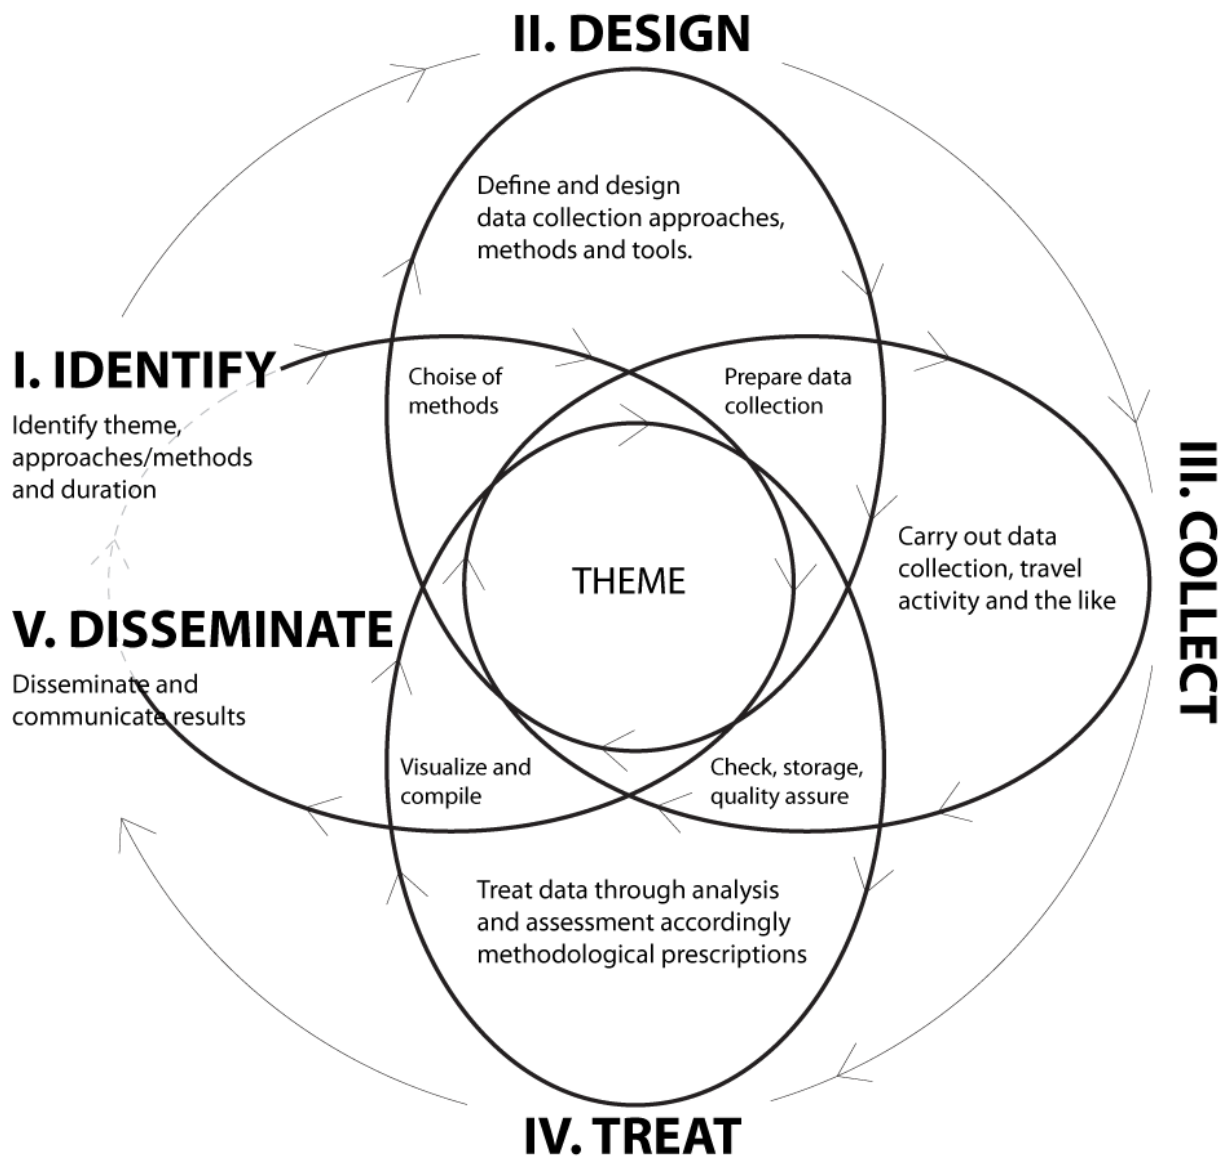 II. DESIGN
Define and design
data collection approaches,
methods and tools.
I. IDENTIFY
Identify theme,
approaches/methods
and duration
Choise of
methods
Prepare data
collection
III. COLLECT
Carry out data
collection, travel
activity and the like
THEME
V. DISSEMINATE
Disseminate and
communicate results
Visualize and
compile
Check, storage,
quality assure
Treat data through analysis
and assessment accordingly
methodological prescriptions
IV. TREAT